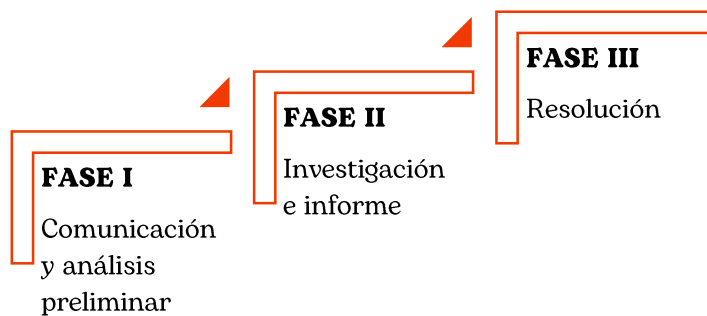 FASE I
Comunicación
y análisis
preliminar
FASE II
Investigación
e informe
FASE III
Resolución